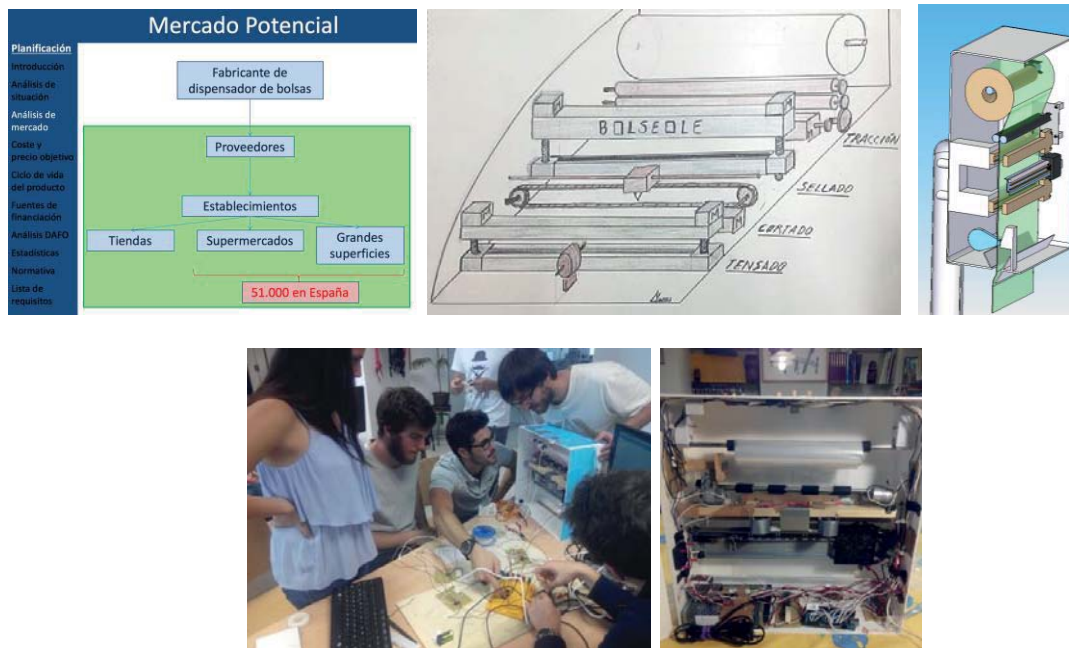 Mercado Potencial
Planificación
Introducción
Análisis de
situación
Análisis de
mercado
Coste y
precio objetivo
Ciclo de vida
del producto
Fuentes de
financiación
Análisis DAFO
Estadísticas
Normativa
Lista de
requisitos
Fabricante de
dispensador de bolsas
Proveedores
Establecimientos
Tiendas
Supermercados
Grandes
superficies
51.000 en España
BOLSEOLE
TRACCIÓN
SELLADO
CORTADO
TENSADO